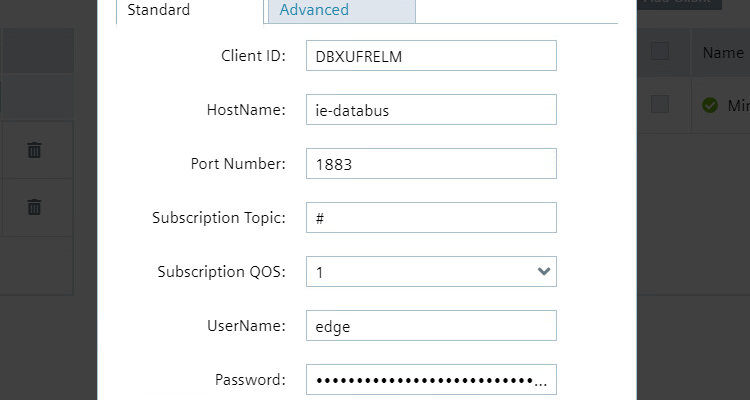 Standard
Advanced
Client ID: DBXUFRELM
HostName: ie-databus
Port Number: 1883
Subscription Topic: #
Subscription QOS: 1
UserName: edge
Password: ••••••••••••••••••••••••••••...
Name